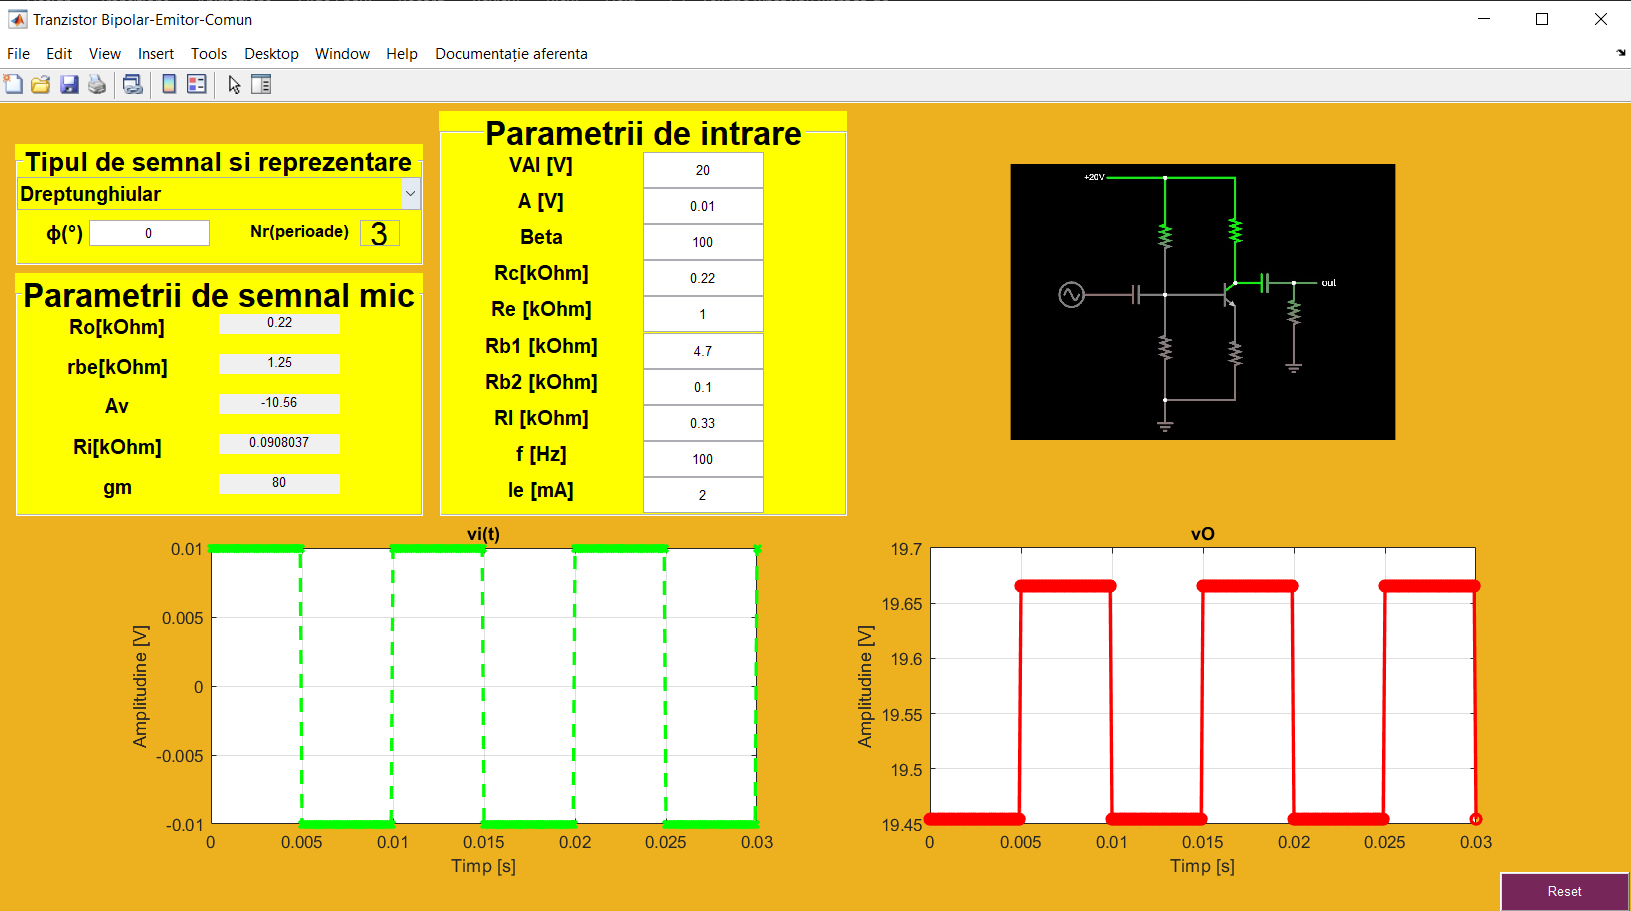 Tranzistor Bipolar-Emitor-Comun
File Edit View Insert Tools Desktop Window Help Documentație aferenta
Tipul de semnal si reprezentare
Dreptunghiular
ϕ(°) 0 Nr(perioade) 3
Parametrii de semnal mic
Ro[kOhm] 0.22
rbe[kOhm] 1.25
Av -10.56
Ri[kOhm] 0.0908037
gm 80
Parametrii de intrare
VAI [V] 20
A [V] 0.01
Beta 100
Rc[kOhm] 0.22
Re [kOhm] 1
Rb1 [kOhm] 4.7
Rb2 [kOhm] 0.1
Rl [kOhm] 0.33
f [Hz] 100
Ie [mA] 2
+20V
out
vi(t)
0.01
0.005
0
-0.005
-0.01
Amplitudine [V]
0 0.005 0.01 0.015 0.02 0.025 0.03
Timp [s]
vO
19.7
19.65
19.6
19.55
19.5
19.45
Amplitudine [V]
0 0.005 0.01 0.015 0.02 0.025 0.03
Timp [s]
Reset